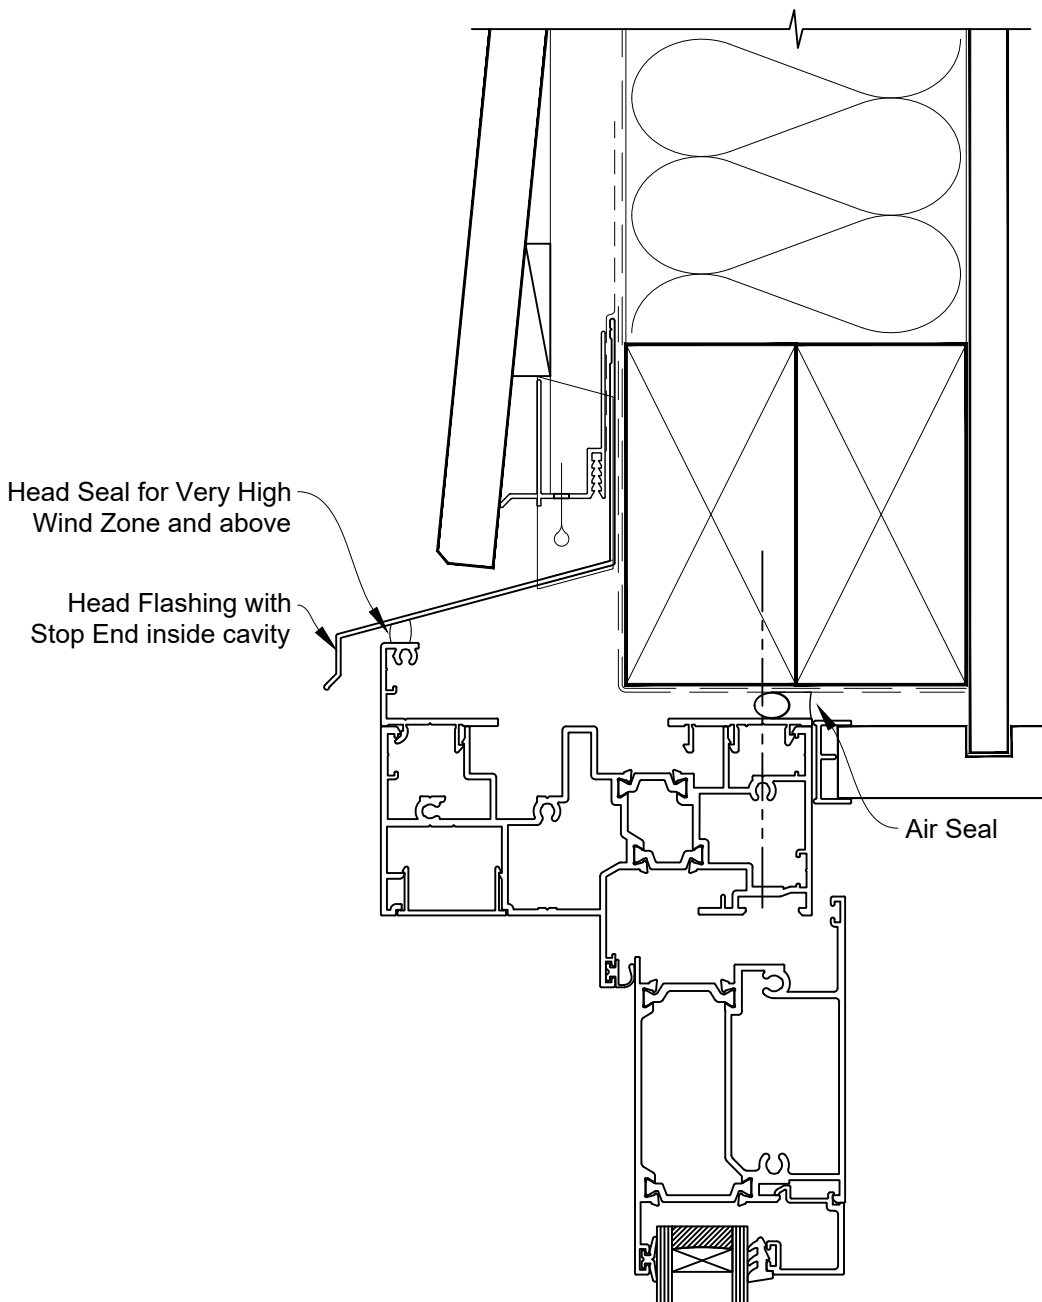 Head Seal for Very High
Wind Zone and above
Head Flashing with
Stop End inside cavity
Air Seal